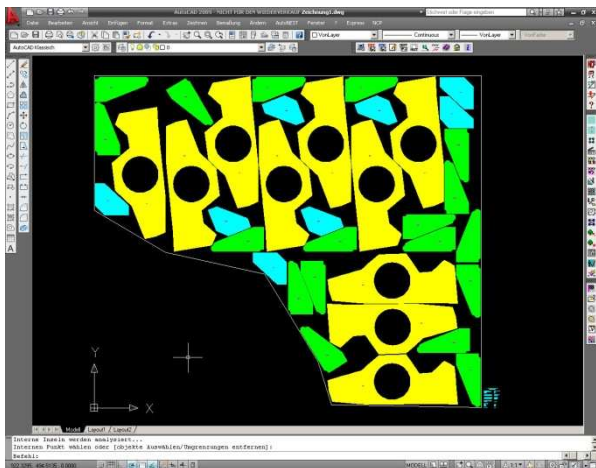 AutoCAD 2009 - NICHT FÜR DEN WIEDERVERKAUF Zeichnung1.dwg
Datei Bearbeiten Ansicht Einfügen Format Extras Zeichnen Bemaßung Ändern AutoNEST Fenster ? Express NCP
VonLayer Continuous VonLayer
AutoCAD Klassisch 0
A
Y
X
Model Layout1 Layout2
Interne Inseln werden analysiert...
Internen Punkt wählen oder [objekte Auswählen/Umgrenzungen entfernen]:
Befehl:
MODELL